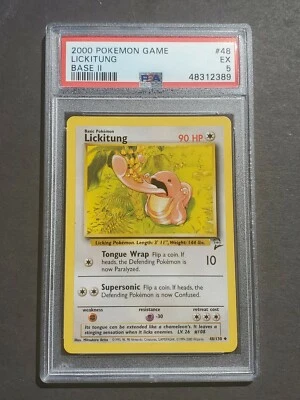 2000 POKEMON GAME #48
LICKITUNG EX 5
BASE II PSA 48312389
Basic Pokémon
Lickitung 90 HP
Licking Pokémon Length: 3' 11", Weight: 144 lbs.
Tongue Wrap Flip a coin. If
heads, the Defending Pokémon is
now Paralyzed.
10
Supersonic Flip a coin. If heads, the
Defending Pokémon is now Confused.
weakness resistance retreat cost
-30
Its tongue can be extended like a chameleon's. It leaves a
stinging sensation when it licks enemies. LV.26 #108
48/130